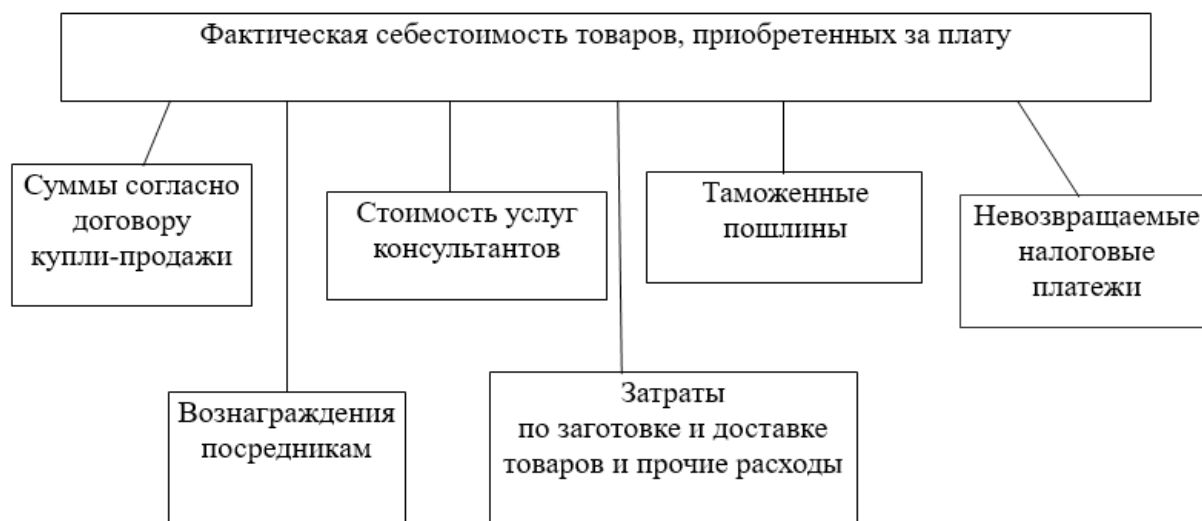 Фактическая себестоимость товаров, приобретенных за плату
Суммы согласно
договору
купли-продажи
Стоимость услуг
консультантов
Таможенные
пошлины
Невозвращаемые
налоговые
платежи
Вознаграждения
посредникам
Затраты
по заготовке и доставке
товаров и прочие расходы